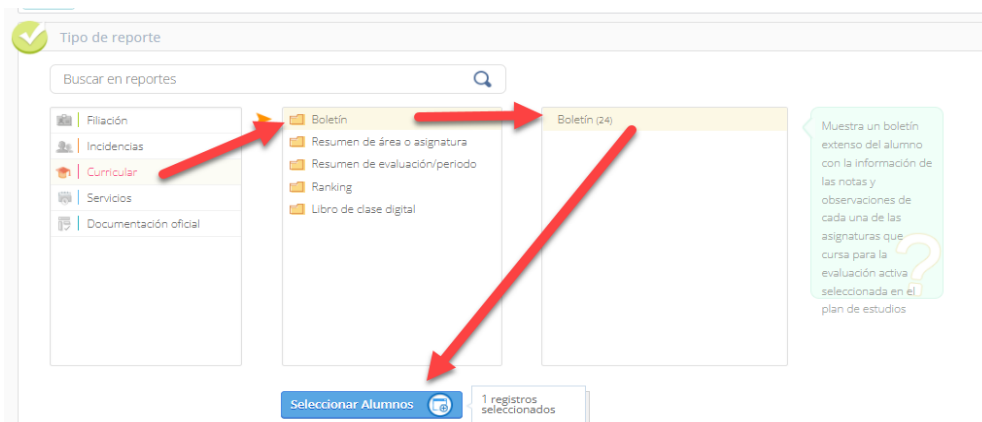 Tipo de reporte
Buscar en reportes
Filiación
Incidencias
Curricular
Servicios
Documentación oficial
Boletín
Resumen de área o asignatura
Resumen de evaluación/periodo
Ranking
Libro de clase digital
Boletín (24)
Muestra un boletín
extenso del alumno
con la información de
las notas y
observaciones de
cada una de las
asignaturas que
cursa para la
evaluación activa
seleccionada en el
plan de estudios
?
Seleccionar Alumnos
1 registros
seleccionados